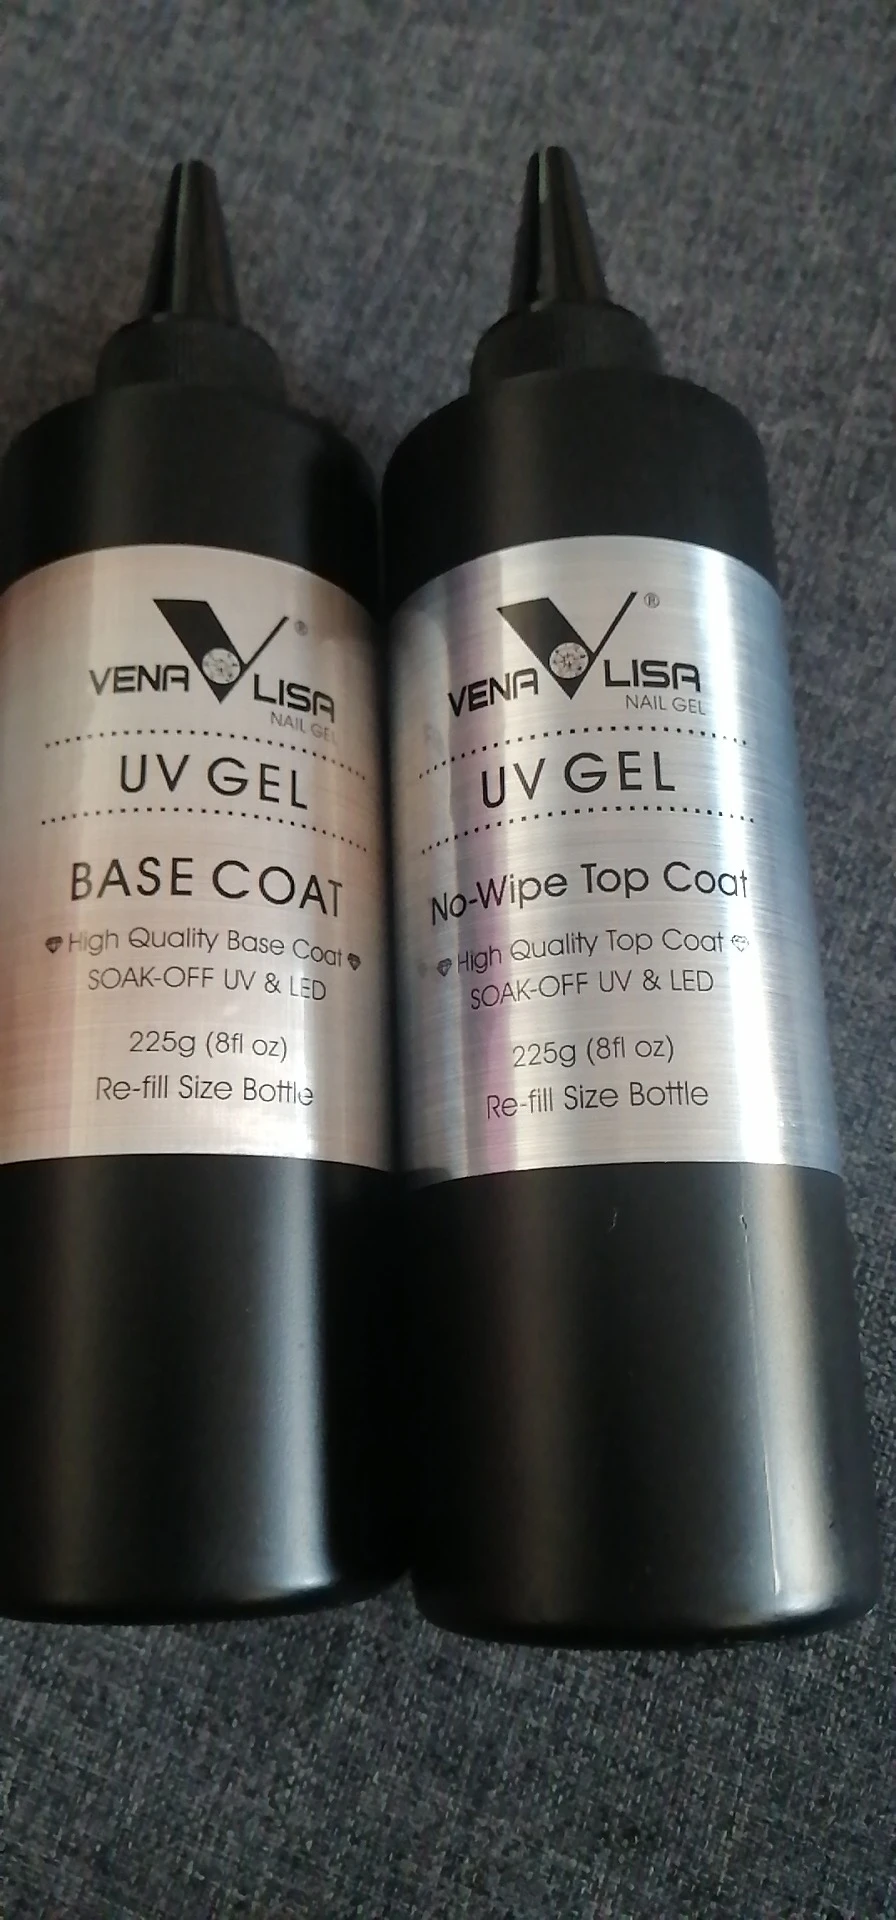 VENA LISA ®
NAIL GEL
UV GEL
BASE COAT
High Quality Base Coat
SOAK-OFF UV & LED
225g (8fl oz)
Re-fill Size Bottle
VENA LISA ®
NAIL GEL
UV GEL
No-Wipe Top Coat
High Quality Top Coat
SOAK-OFF UV & LED
225g (8fl oz)
Re-fill Size Bottle